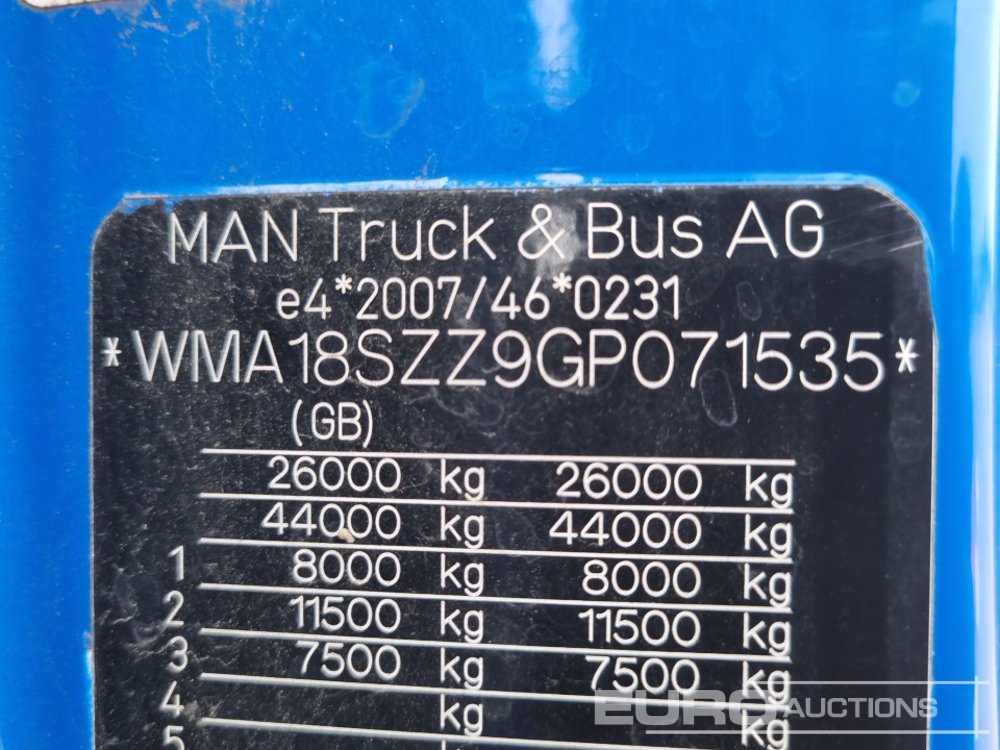 MAN Truck & Bus AG
e4*2007/46*0231
*WMA18SZZ9GP071535*
(GB)
26000 kg 26000 kg
44000 kg 44000 kg
1 8000 kg 8000 kg
2 11500 kg 11500 kg
3 7500 kg 7500 kg
4 kg kg
5
EURO AUCTIONS